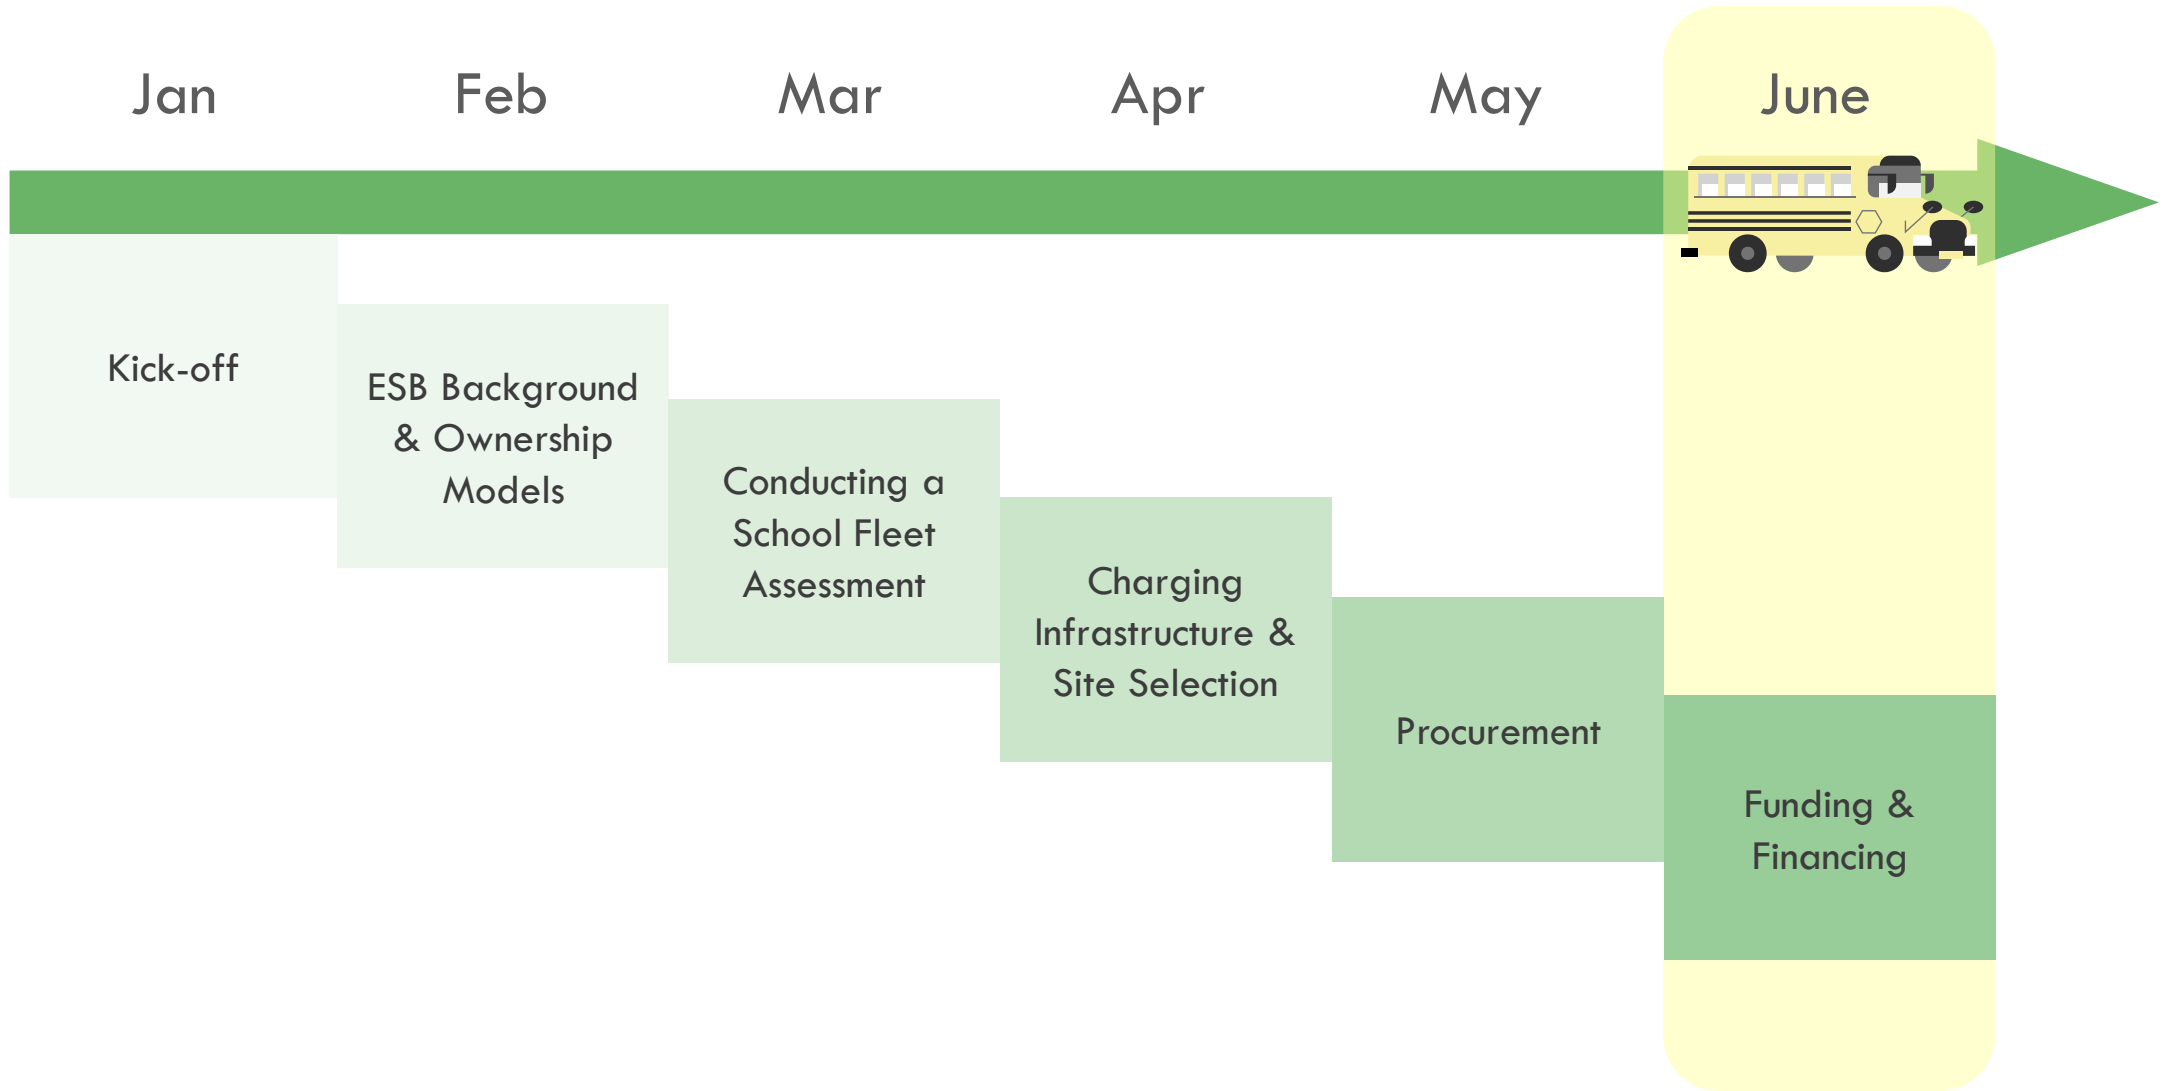 Jan
Feb
Mar
Apr
May
June
Kick-off
ESB Background
& Ownership
Models
Conducting a
School Fleet
Assessment
Charging
Infrastructure &
Site Selection
Procurement
Funding &
Financing